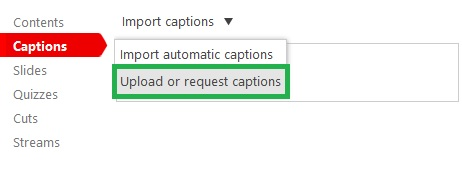 Contents
Captions
Slides
Quizzes
Cuts
Streams
Import captions
Import automatic captions
Upload or request captions